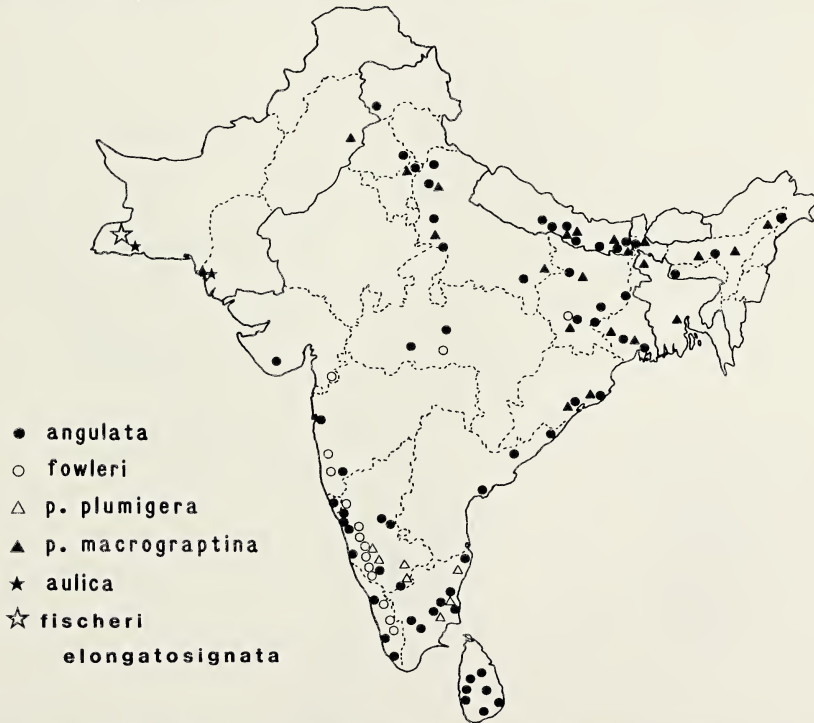 ● angulata
○ fowleri
△ p. plumigera
▲ p. macrograptina
★ aulica
☆ fischeri
elongatosignata